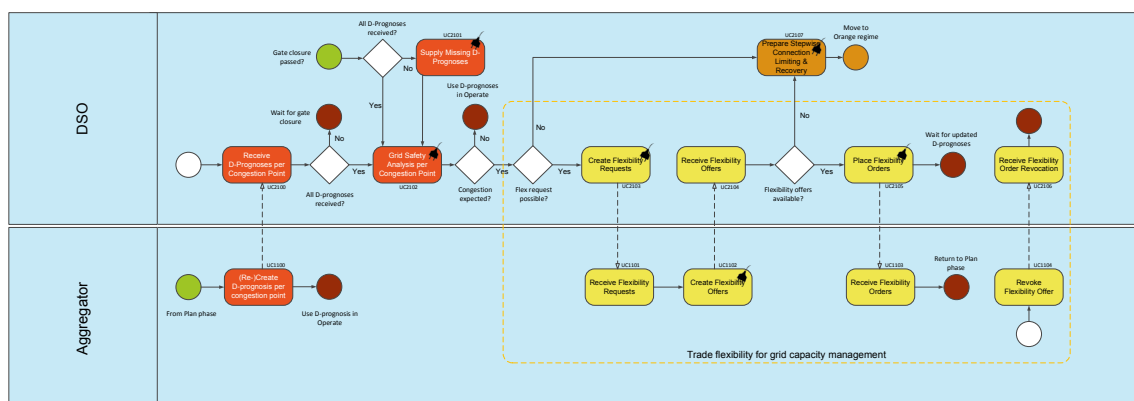 DSO
Gate closure
passed?
All D-Prognoses
received?
No
Yes
UC2101
Supply Missing D-
Prognoses
Wait for gate
closure
No
Receive
D-Prognoses per
Congestion Point
UC2100
All D-prognoses
received?
Yes
Grid Safety
Analysis per
Congestion Point
UC2102
Use D-prognoses
in Operate
No
Congestion
expected?
Yes
Flex request
possible?
No
Yes
Create Flexibility
Requests
UC2103
Receive Flexibility
Offers
UC2104
Flexibility offers
available?
No
Yes
UC2107
Prepare Stepwise
Connection
Limiting &
Recovery
Move to
Orange regime
Place Flexibility
Orders
UC2105
Wait for updated
D-prognoses
Receive Flexibility
Order Revocation
UC2106
Aggregator
From Plan phase
UC1100
(Re-)Create
D-prognosis per
congestion point
Use D-prognosis in
Operate
UC1101
Receive Flexibility
Requests
UC1102
Create Flexibility
Offers
UC1103
Receive Flexibility
Orders
Return to Plan
phase
UC1104
Revoke
Flexibility Offer
Trade flexibility for grid capacity management